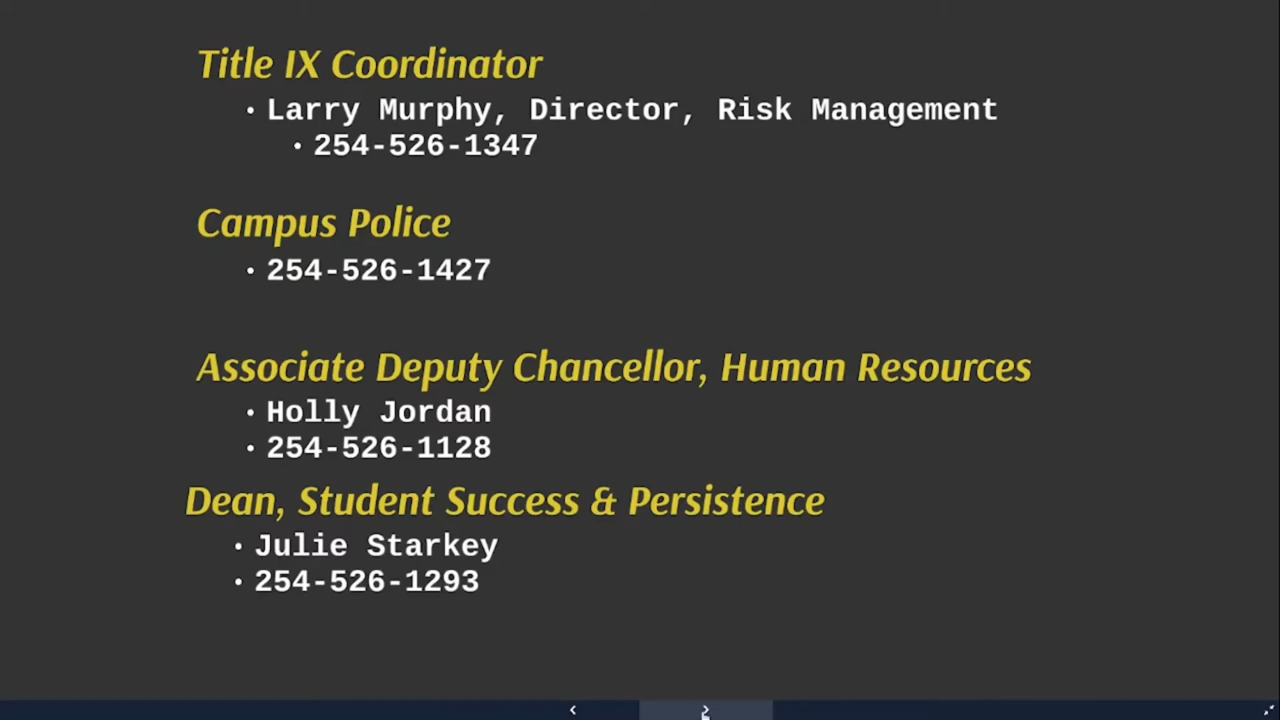 Title IX Coordinator
• Larry Murphy, Director, Risk Management
• 254-526-1347
Campus Police
• 254-526-1427
Associate Deputy Chancellor, Human Resources
• Holly Jordan
• 254-526-1128
Dean, Student Success & Persistence
• Julie Starkey
• 254-526-1293